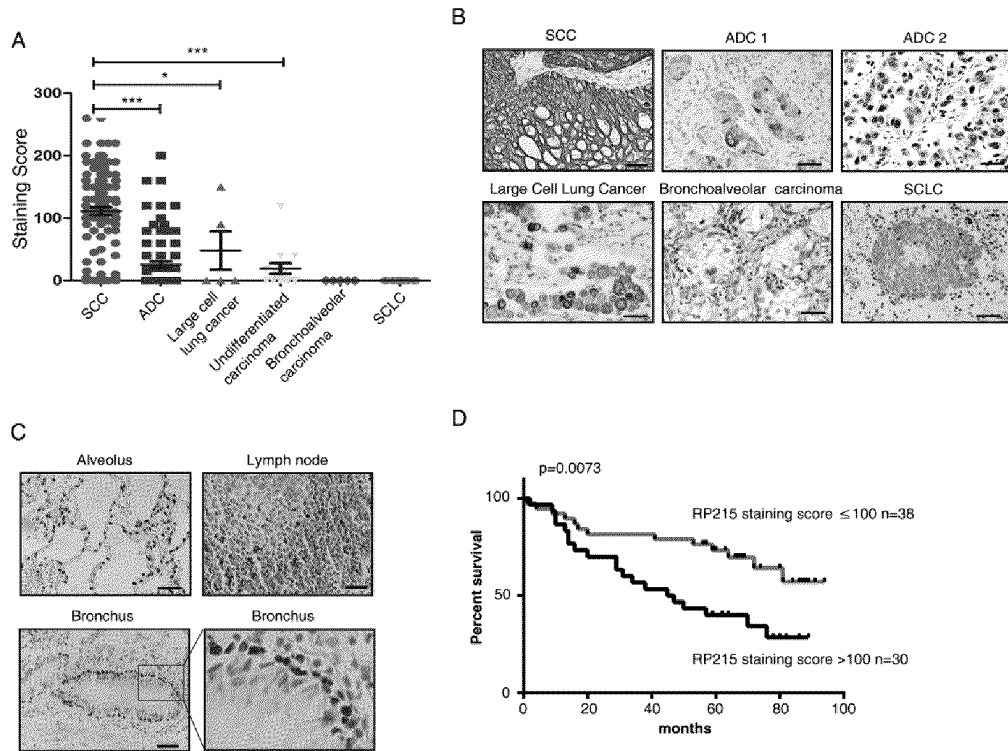 A
***
*
***
300
200
100
0
Staining Score
SCC
ADC
Large cell
lung cancer
Undifferentiated
carcinoma
Bronchoalveolar
carcinoma
SCLC
B
SCC
ADC 1
ADC 2
Large Cell Lung Cancer
Bronchoalveolar carcinoma
SCLC
C
Alveolus
Lymph node
Bronchus
Bronchus
D
p=0.0073
100
50
0
Percent survival
RP215 staining score ≤100 n=38
RP215 staining score >100 n=30
0
20
40
60
80
100
months